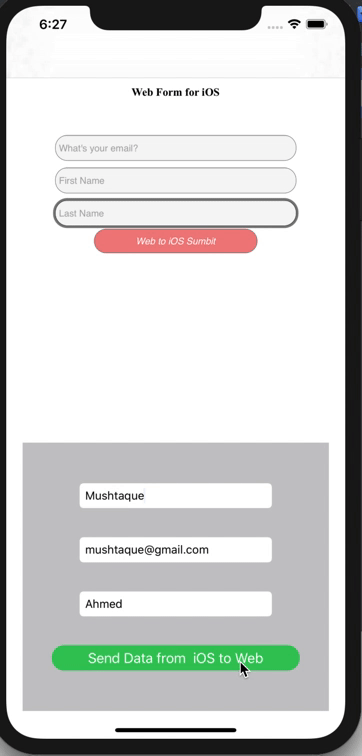 6:27
Web Form for iOS
What's your email?
First Name
Last Name
Web to iOS Sumbit
Mushtaque
mushtaque@gmail.com
Ahmed
Send Data from  iOS to Web